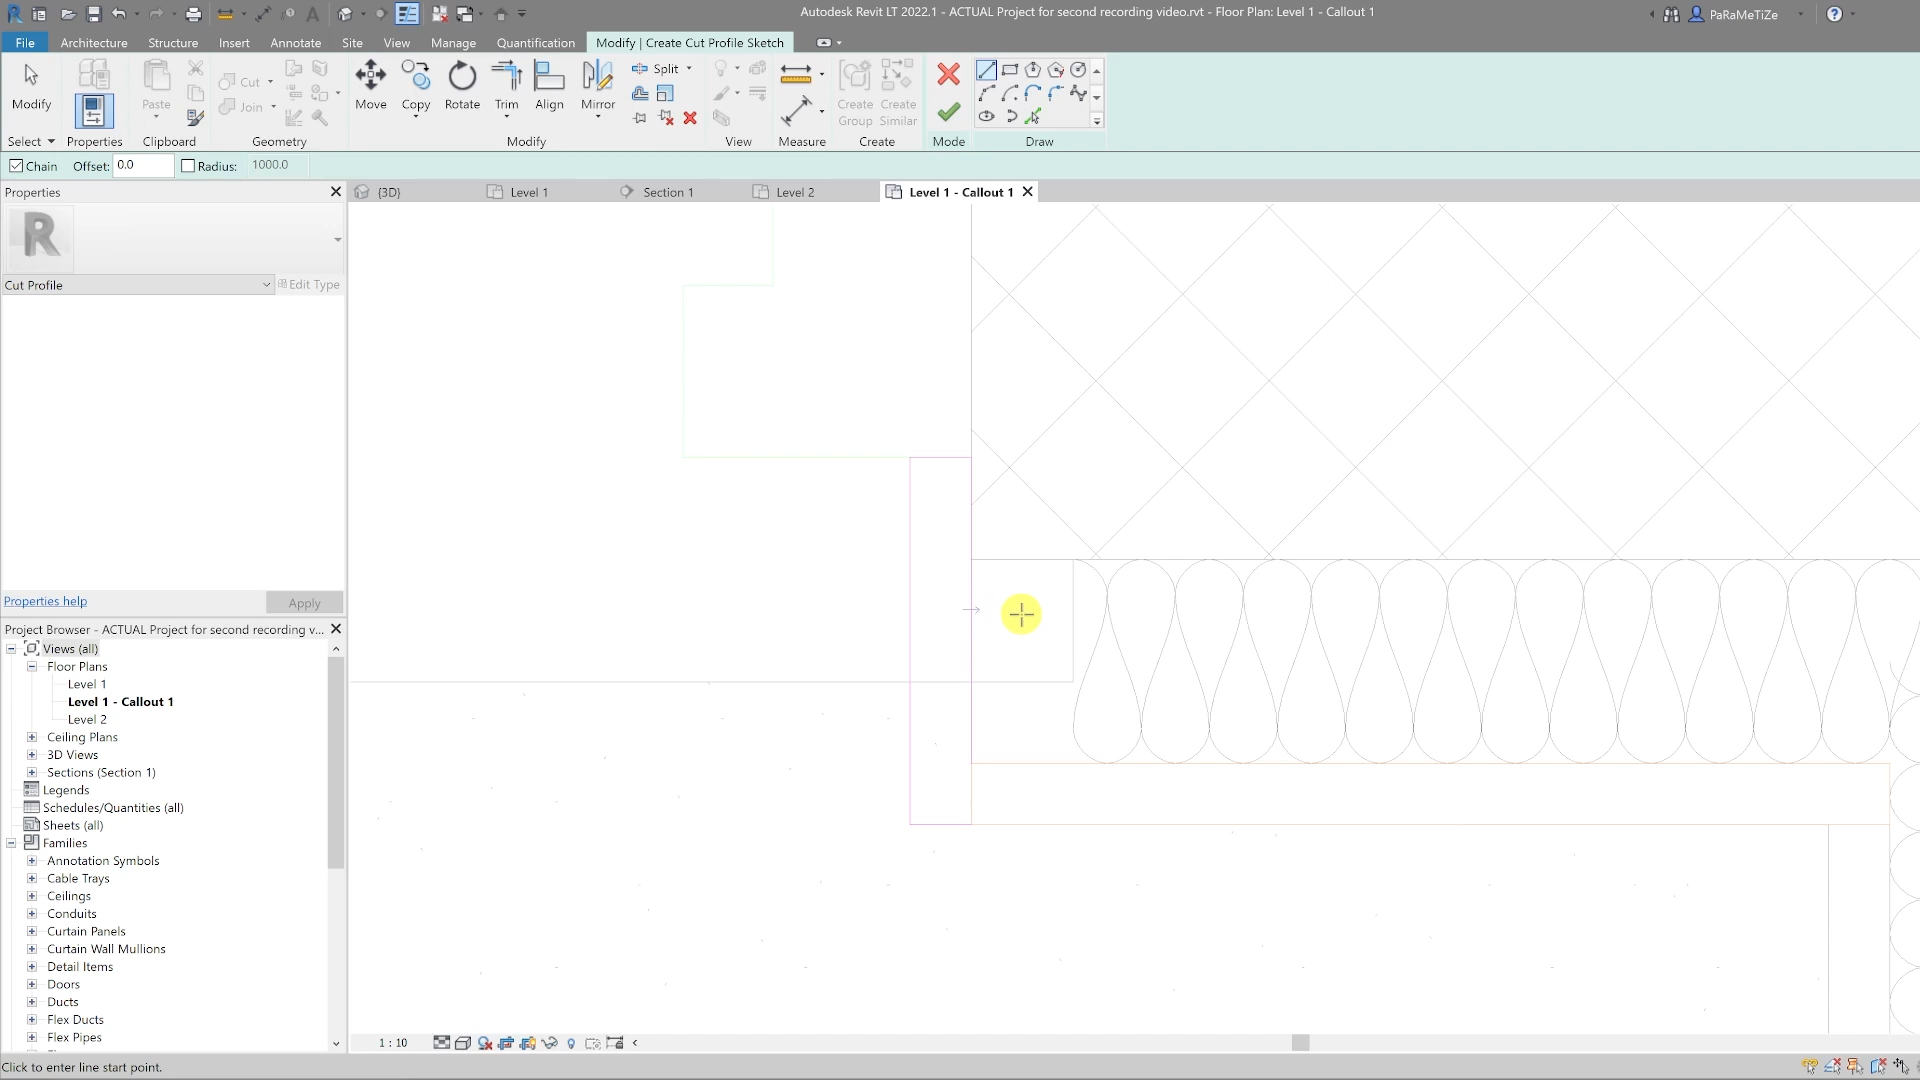 Autodesk Revit LT 2022.1 - ACTUAL Project for second recording video.rvt - Floor Plan: Level 1 - Callout 1
PaRaMeTiZe
File Architecture Structure Insert Annotate Site View Manage Quantification Modify | Create Cut Profile Sketch
Modify
Paste
Cut
Join
Move Copy Rotate Trim Align Mirror
Split
Create Group
Create Similar
Select Properties Clipboard Geometry Modify View Measure Create Mode Draw
Chain Offset: 0.0 Radius: 1000.0
Properties
{3D} Level 1 Section 1 Level 2 Level 1 - Callout 1
R
Cut Profile Edit Type
Properties help Apply
Project Browser - ACTUAL Project for second recording v...
Views (all)
Floor Plans
Level 1
Level 1 - Callout 1
Level 2
Ceiling Plans
3D Views
Sections (Section 1)
Legends
Schedules/Quantities (all)
Sheets (all)
Families
Annotation Symbols
Cable Trays
Ceilings
Conduits
Curtain Panels
Curtain Wall Mullions
Detail Items
Doors
Ducts
Flex Ducts
Flex Pipes
1 : 10
Click to enter line start point.